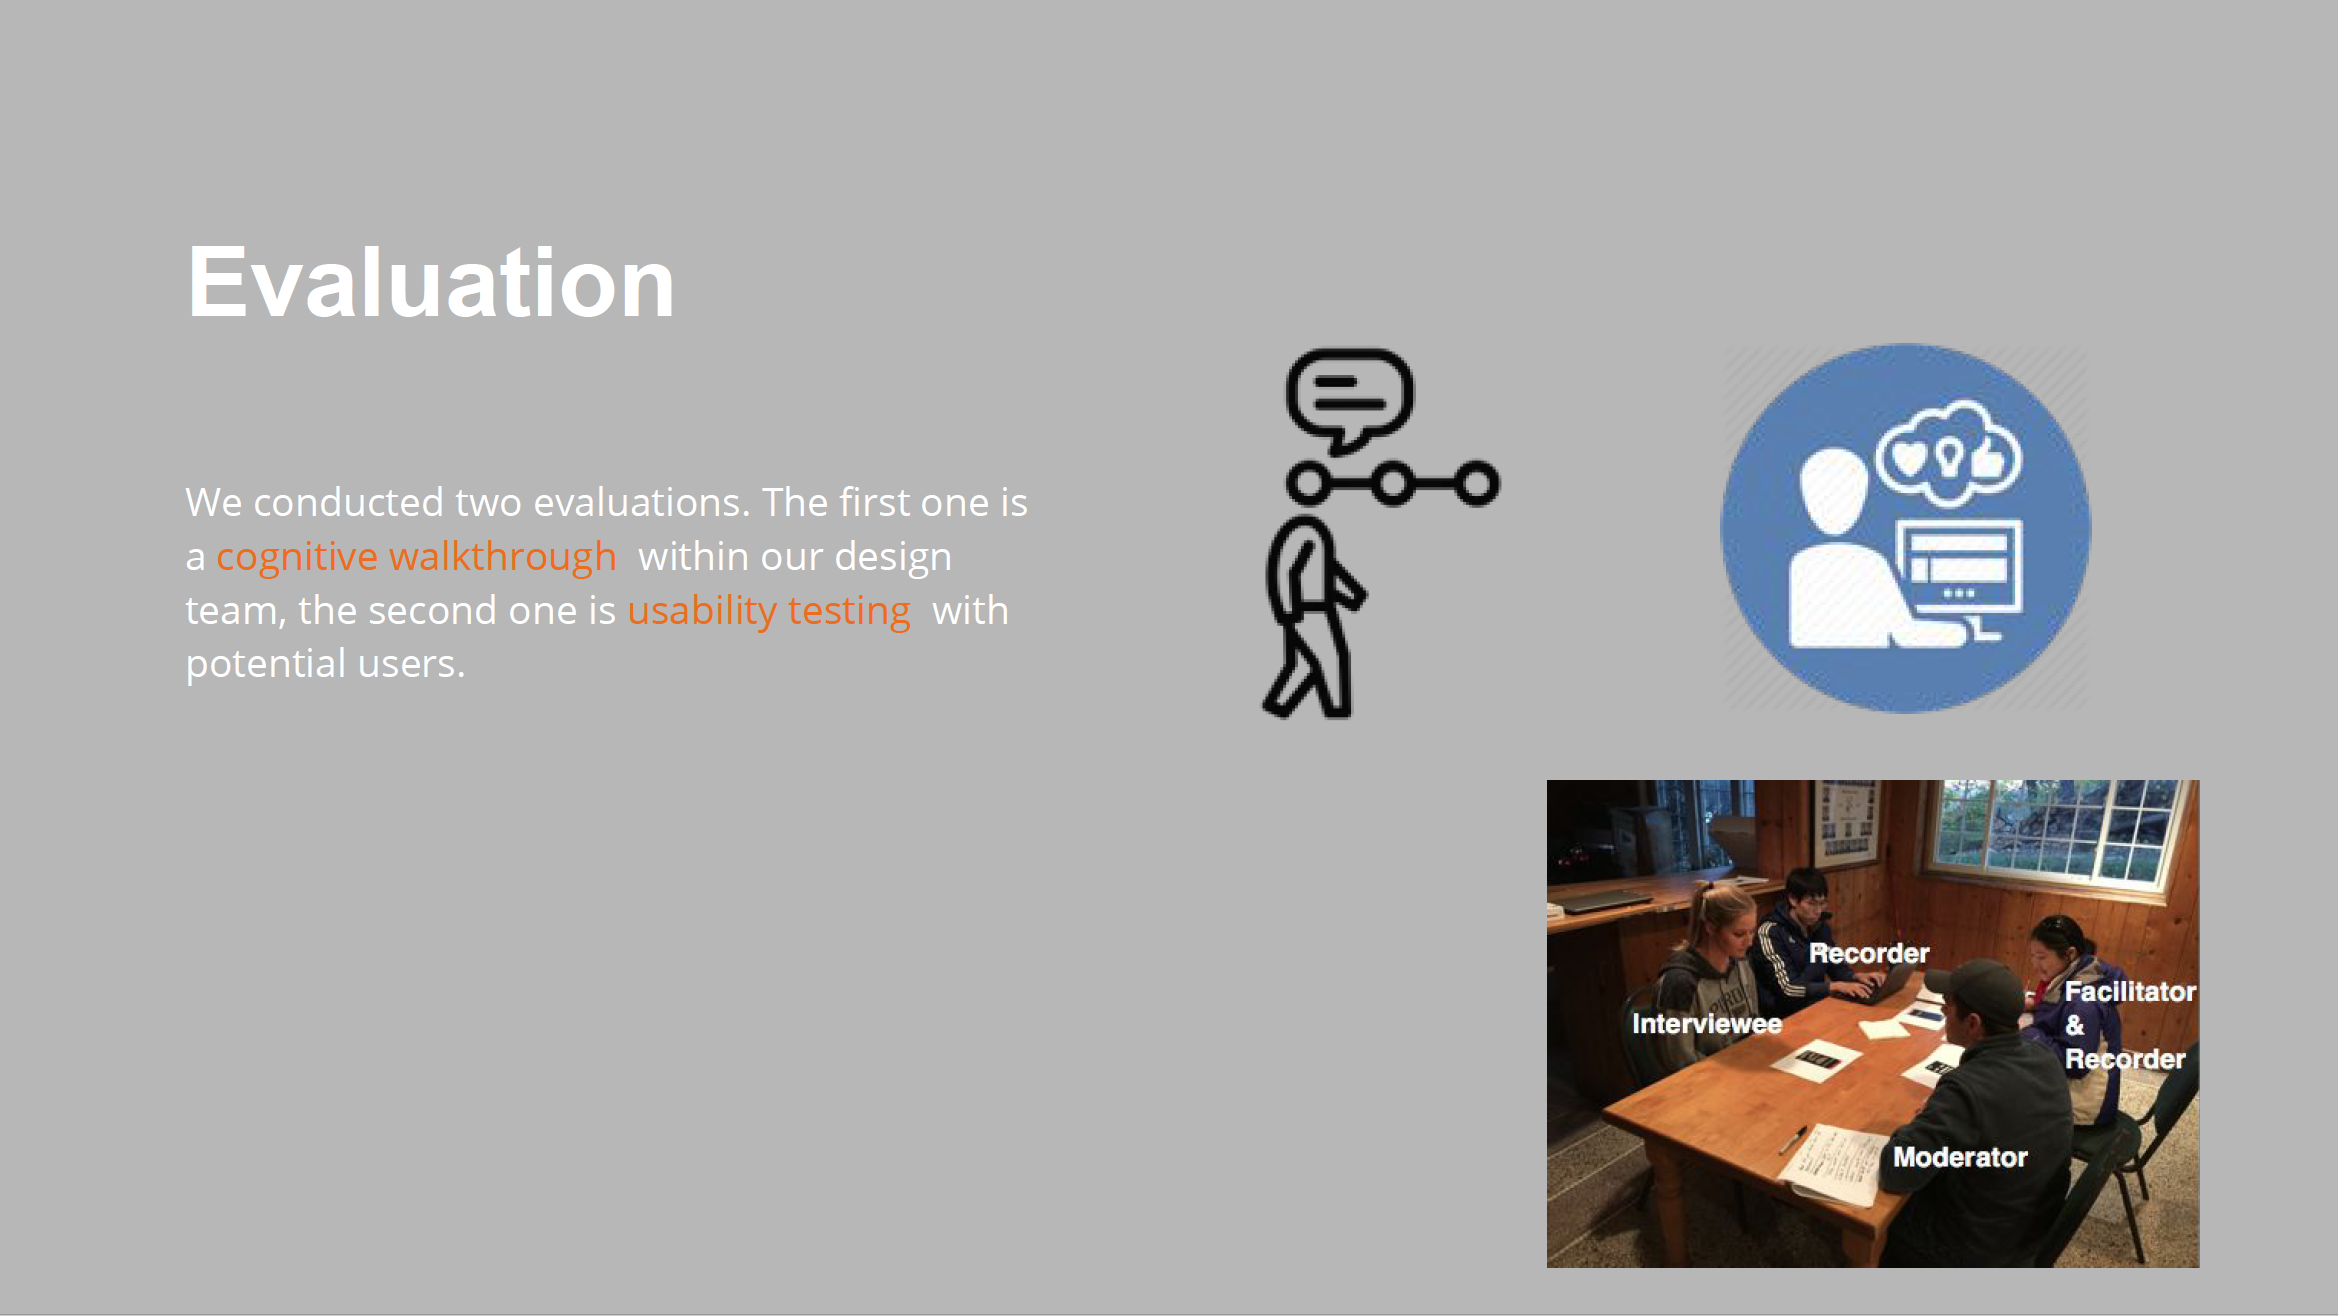 Evaluation
We conducted two evaluations. The first one is
a cognitive walkthrough within our design
team, the second one is usability testing with
potential users.
Recorder
Facilitator
&
Recorder
Interviewee
Moderator